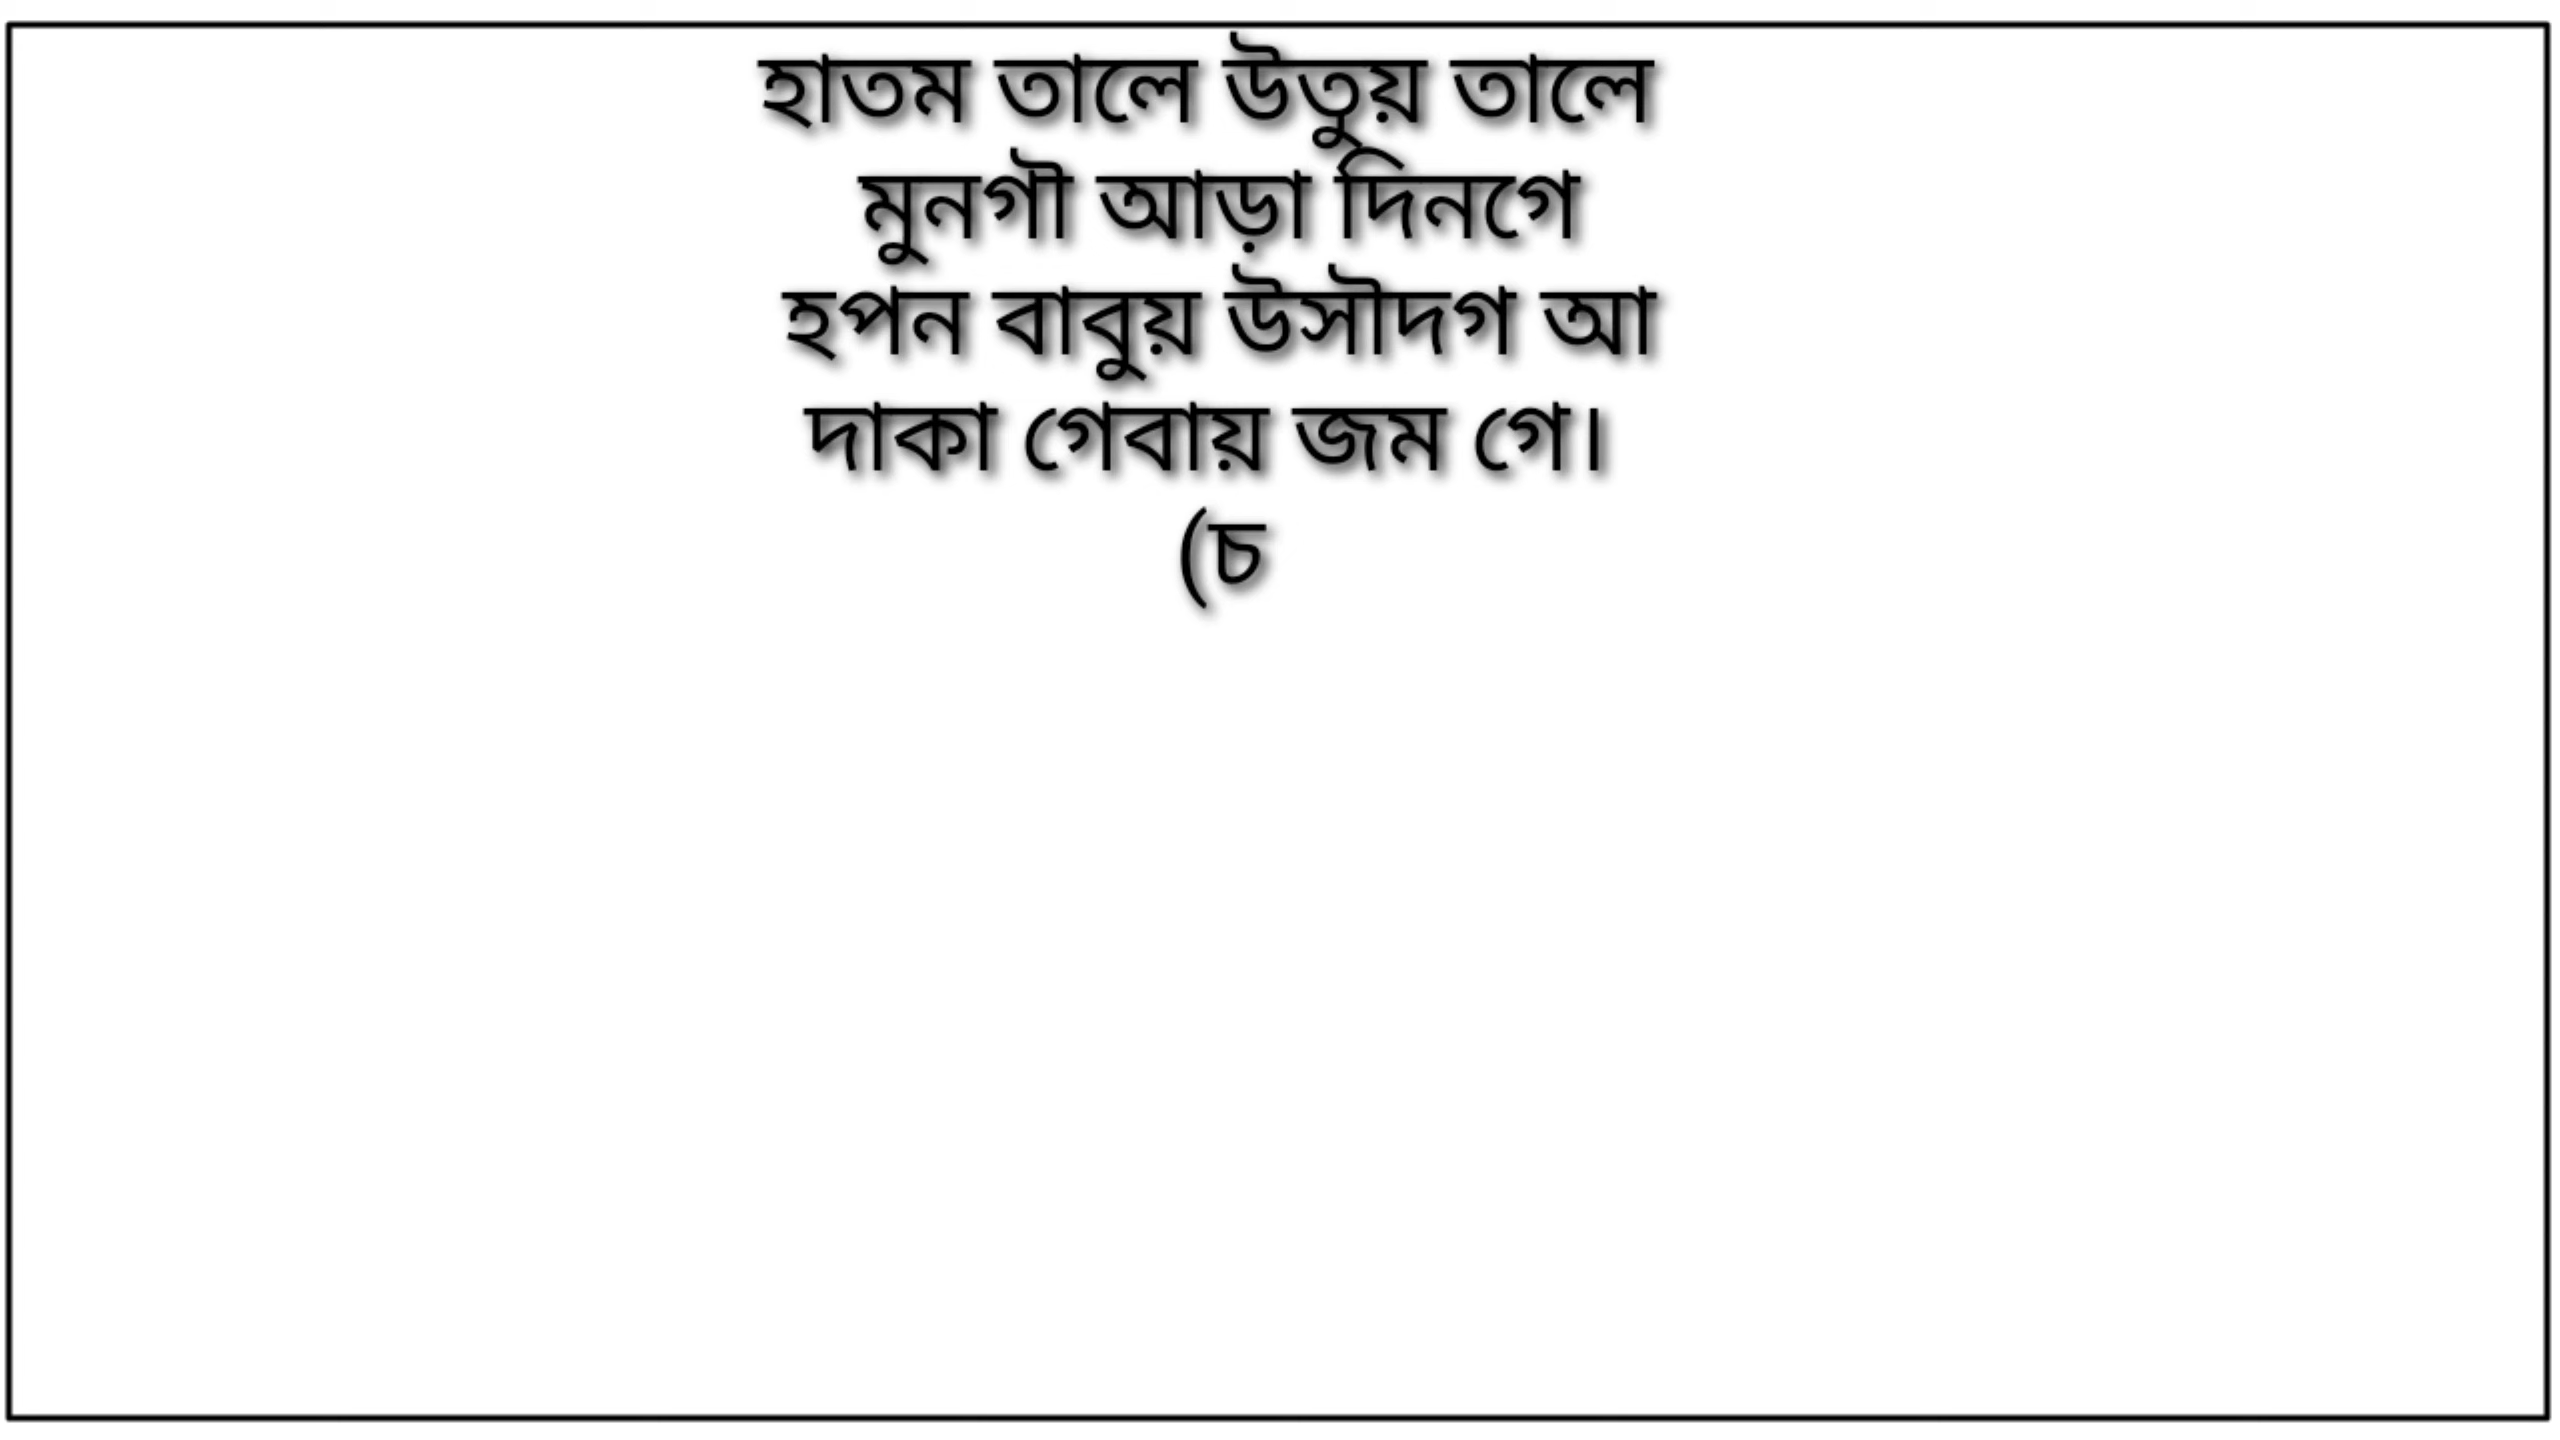 হাতম তালে উতুয় তালে
মুনগৗ আড়া দিনগে
হপন বাবুয় উসৗদগ আ
দাকা গেবায় জম গে।
(চ